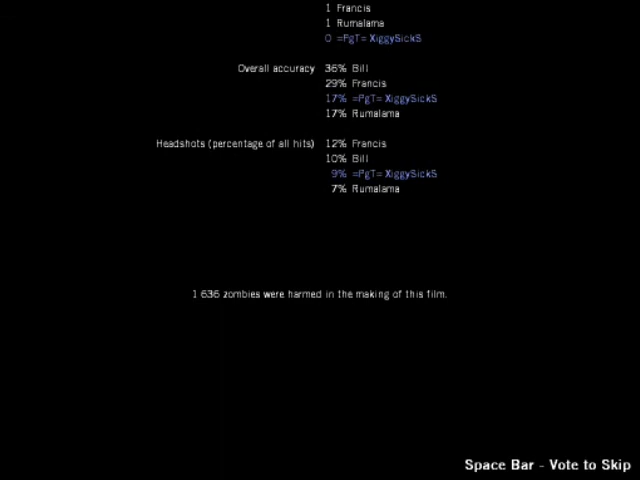 1 Francis
1 Rumalama
0 =PgT= XiggySickS
Overall accuracy 36% Bill
29% Francis
17% =PgT= XiggySickS
17% Rumalama
Headshots (percentage of all hits) 12% Francis
10% Bill
9% =PgT= XiggySickS
7% Rumalama
1 636 zombies were harmed in the making of this film.
Space Bar - Vote to Skip